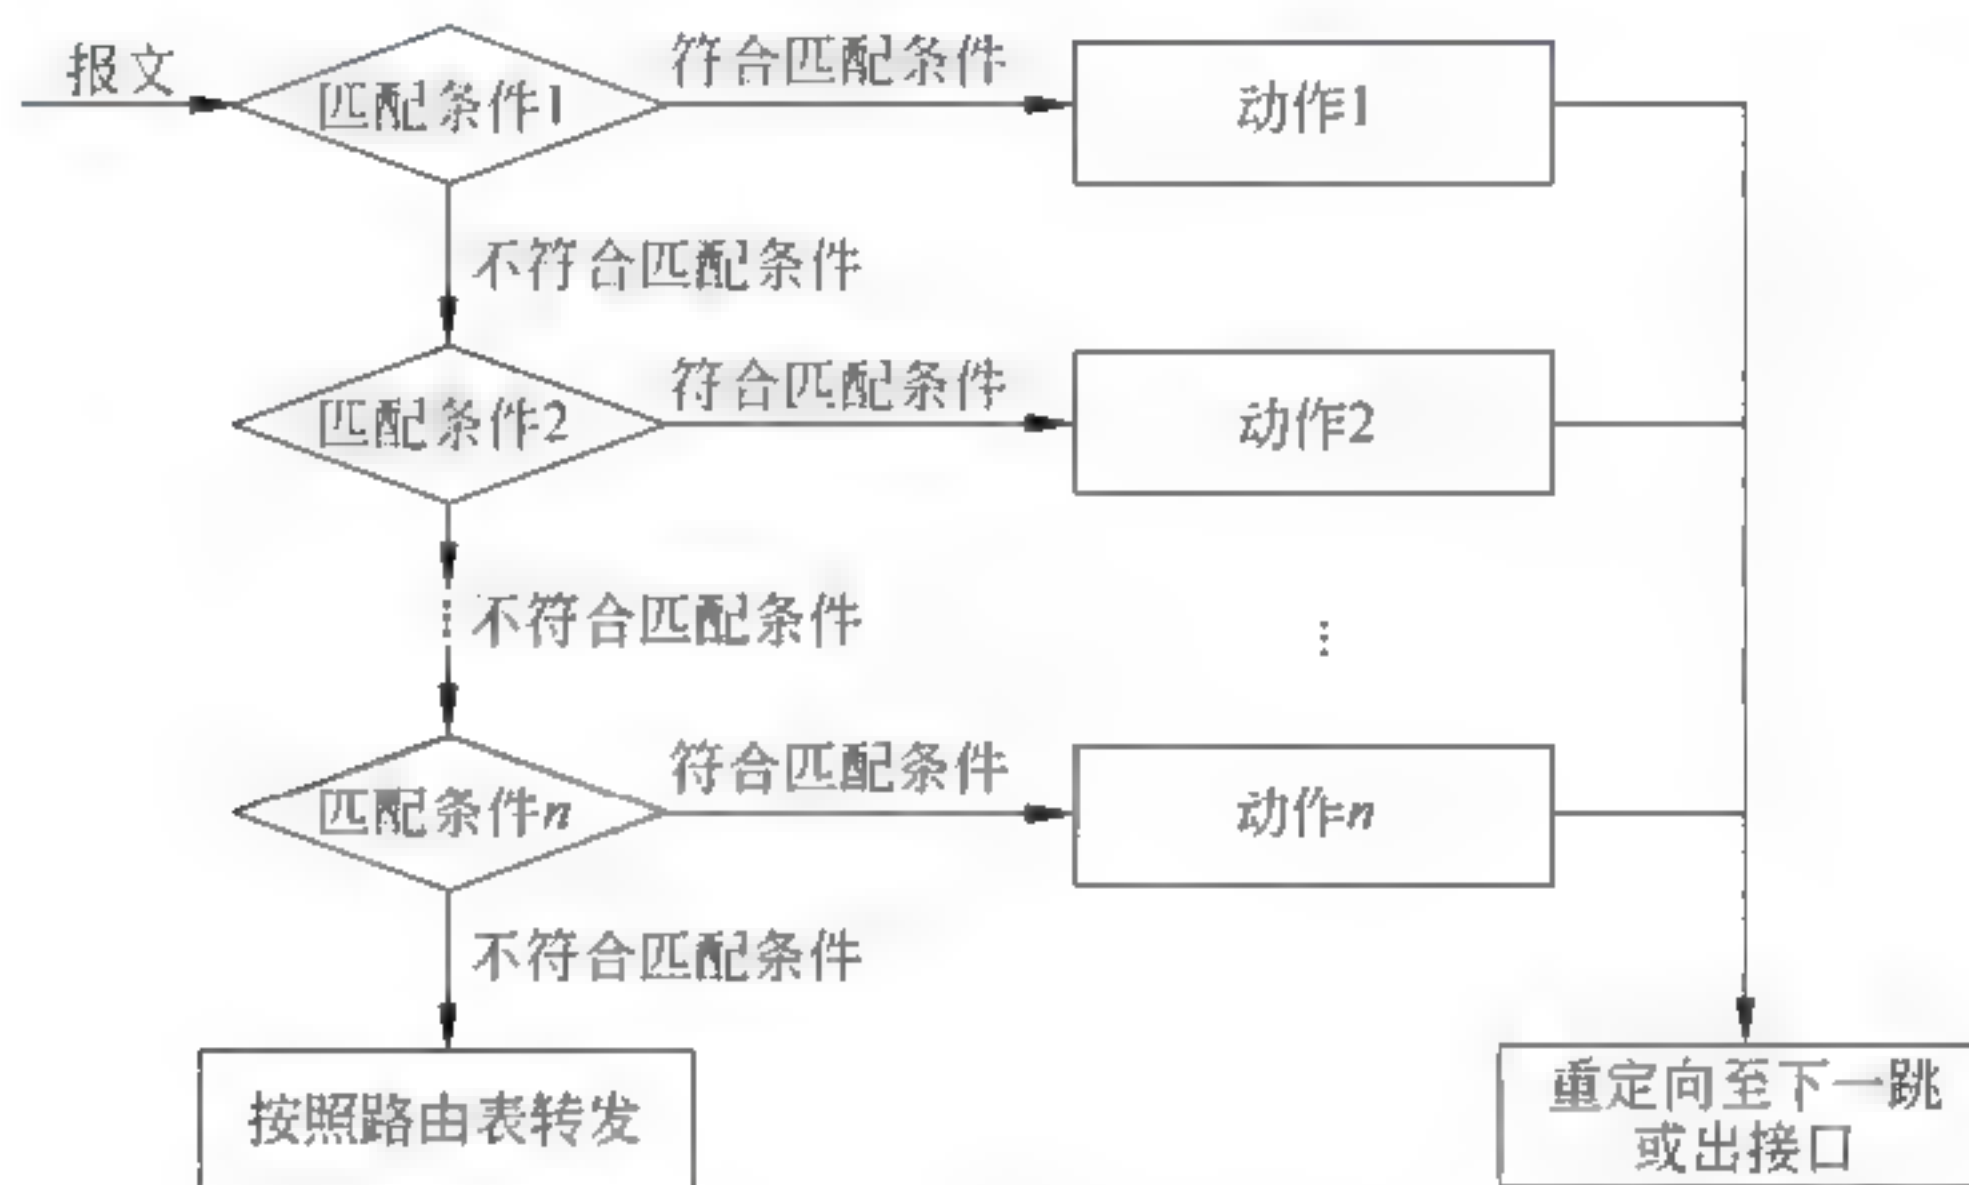 报文
匹配条件1
符合匹配条件
动作1
不符合匹配条件
匹配条件2
符合匹配条件
动作2
不符合匹配条件
⋮
匹配条件n
符合匹配条件
动作n
不符合匹配条件
按照路由表转发
重定向至下一跳
或出接口